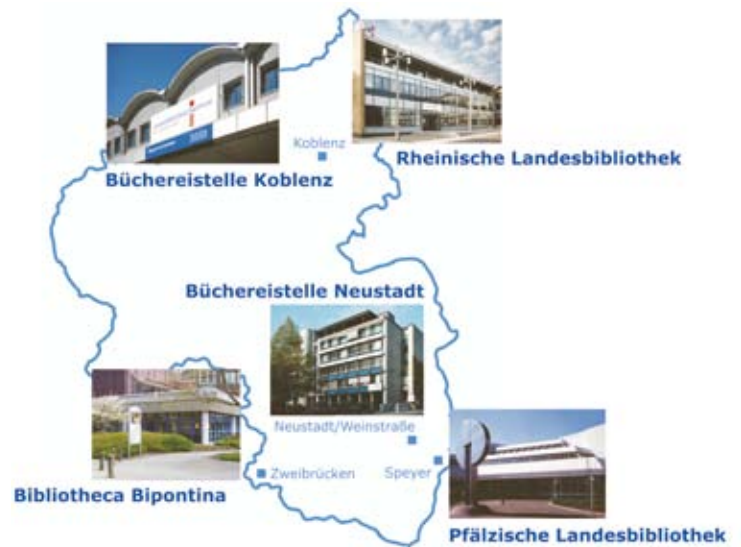 Koblenz
Büchereistelle Koblenz
Rheinische Landesbibliothek
Büchereistelle Neustadt
Neustadt/Weinstraße
Zweibrücken
Speyer
Bibliotheca Bipontina
Pfälzische Landesbibliothek